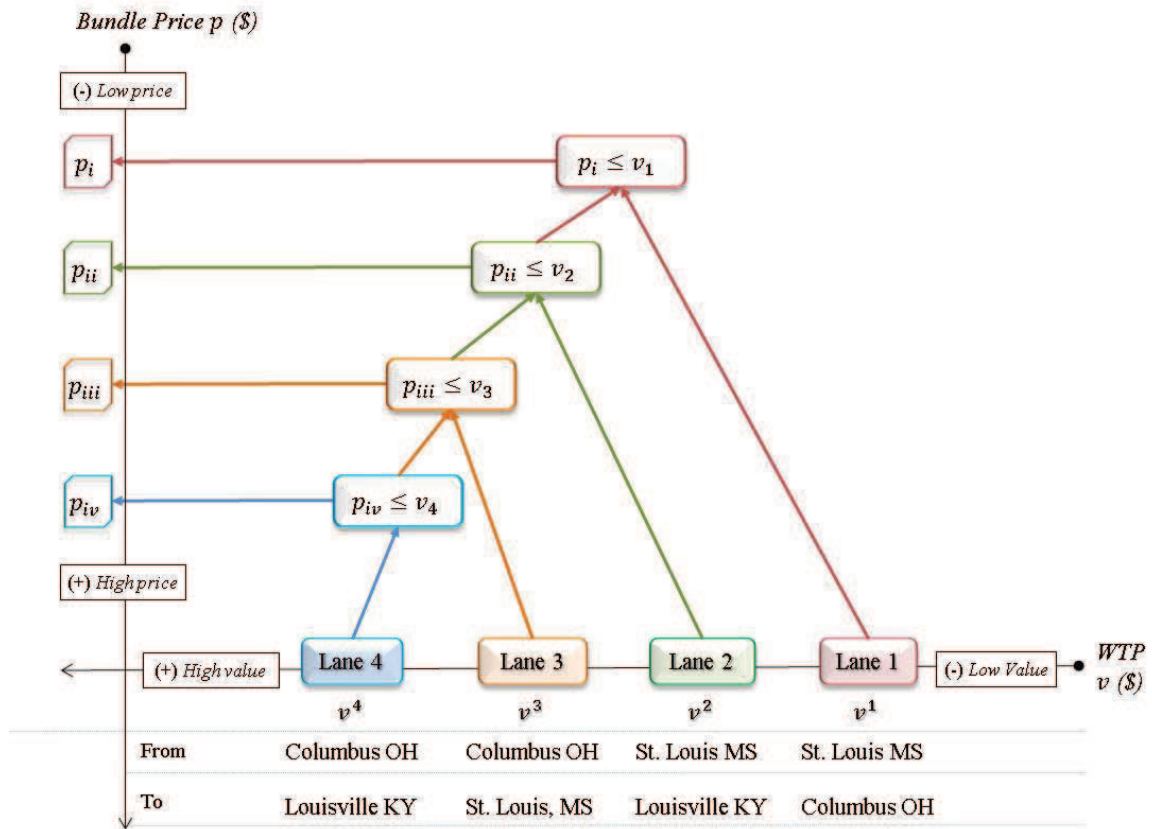 Bundle Price p ($)
(-) Low price
p_i
p_i ≤ v_1
p_ii
p_ii ≤ v_2
p_iii
p_iii ≤ v_3
p_iv
p_iv ≤ v_4
(+) High price
(+) High value
Lane 4
Lane 3
Lane 2
Lane 1
(-) Low Value
WTP
v ($)
v^4
v^3
v^2
v^1
From Columbus OH Columbus OH St. Louis MS St. Louis MS
To Louisville KY St. Louis, MS Louisville KY Columbus OH